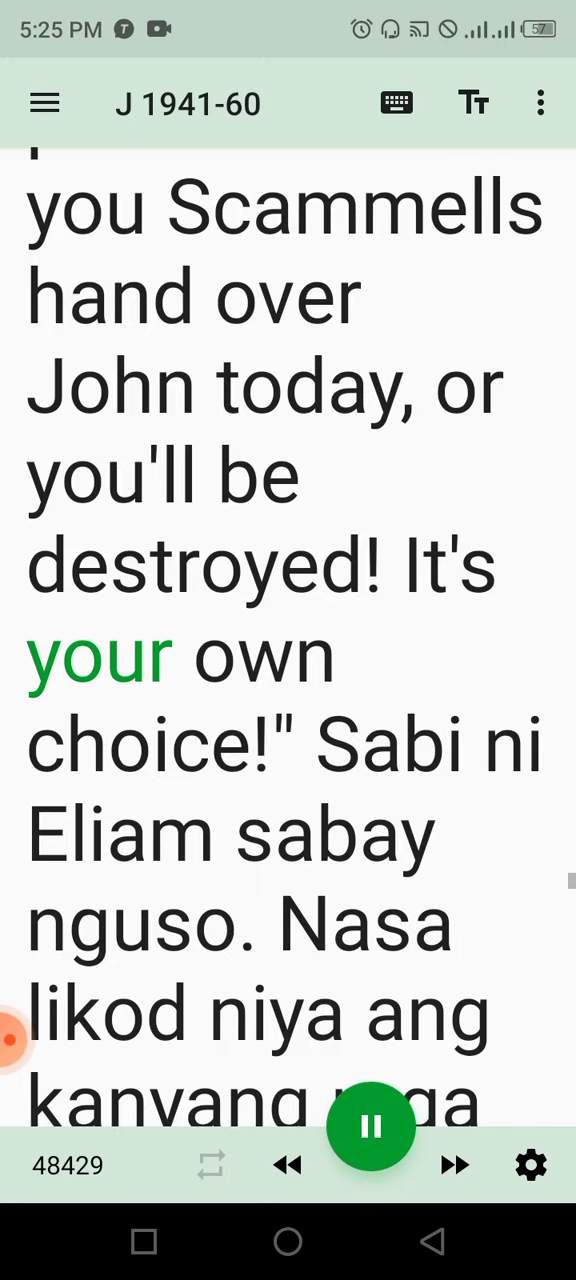 5:25 PM
57
J 1941-60
you Scammells
hand over
John today, or
you'll be
destroyed! It's
your own
choice!" Sabi ni
Eliam sabay
nguso. Nasa
likod niya ang
kanyang
48429